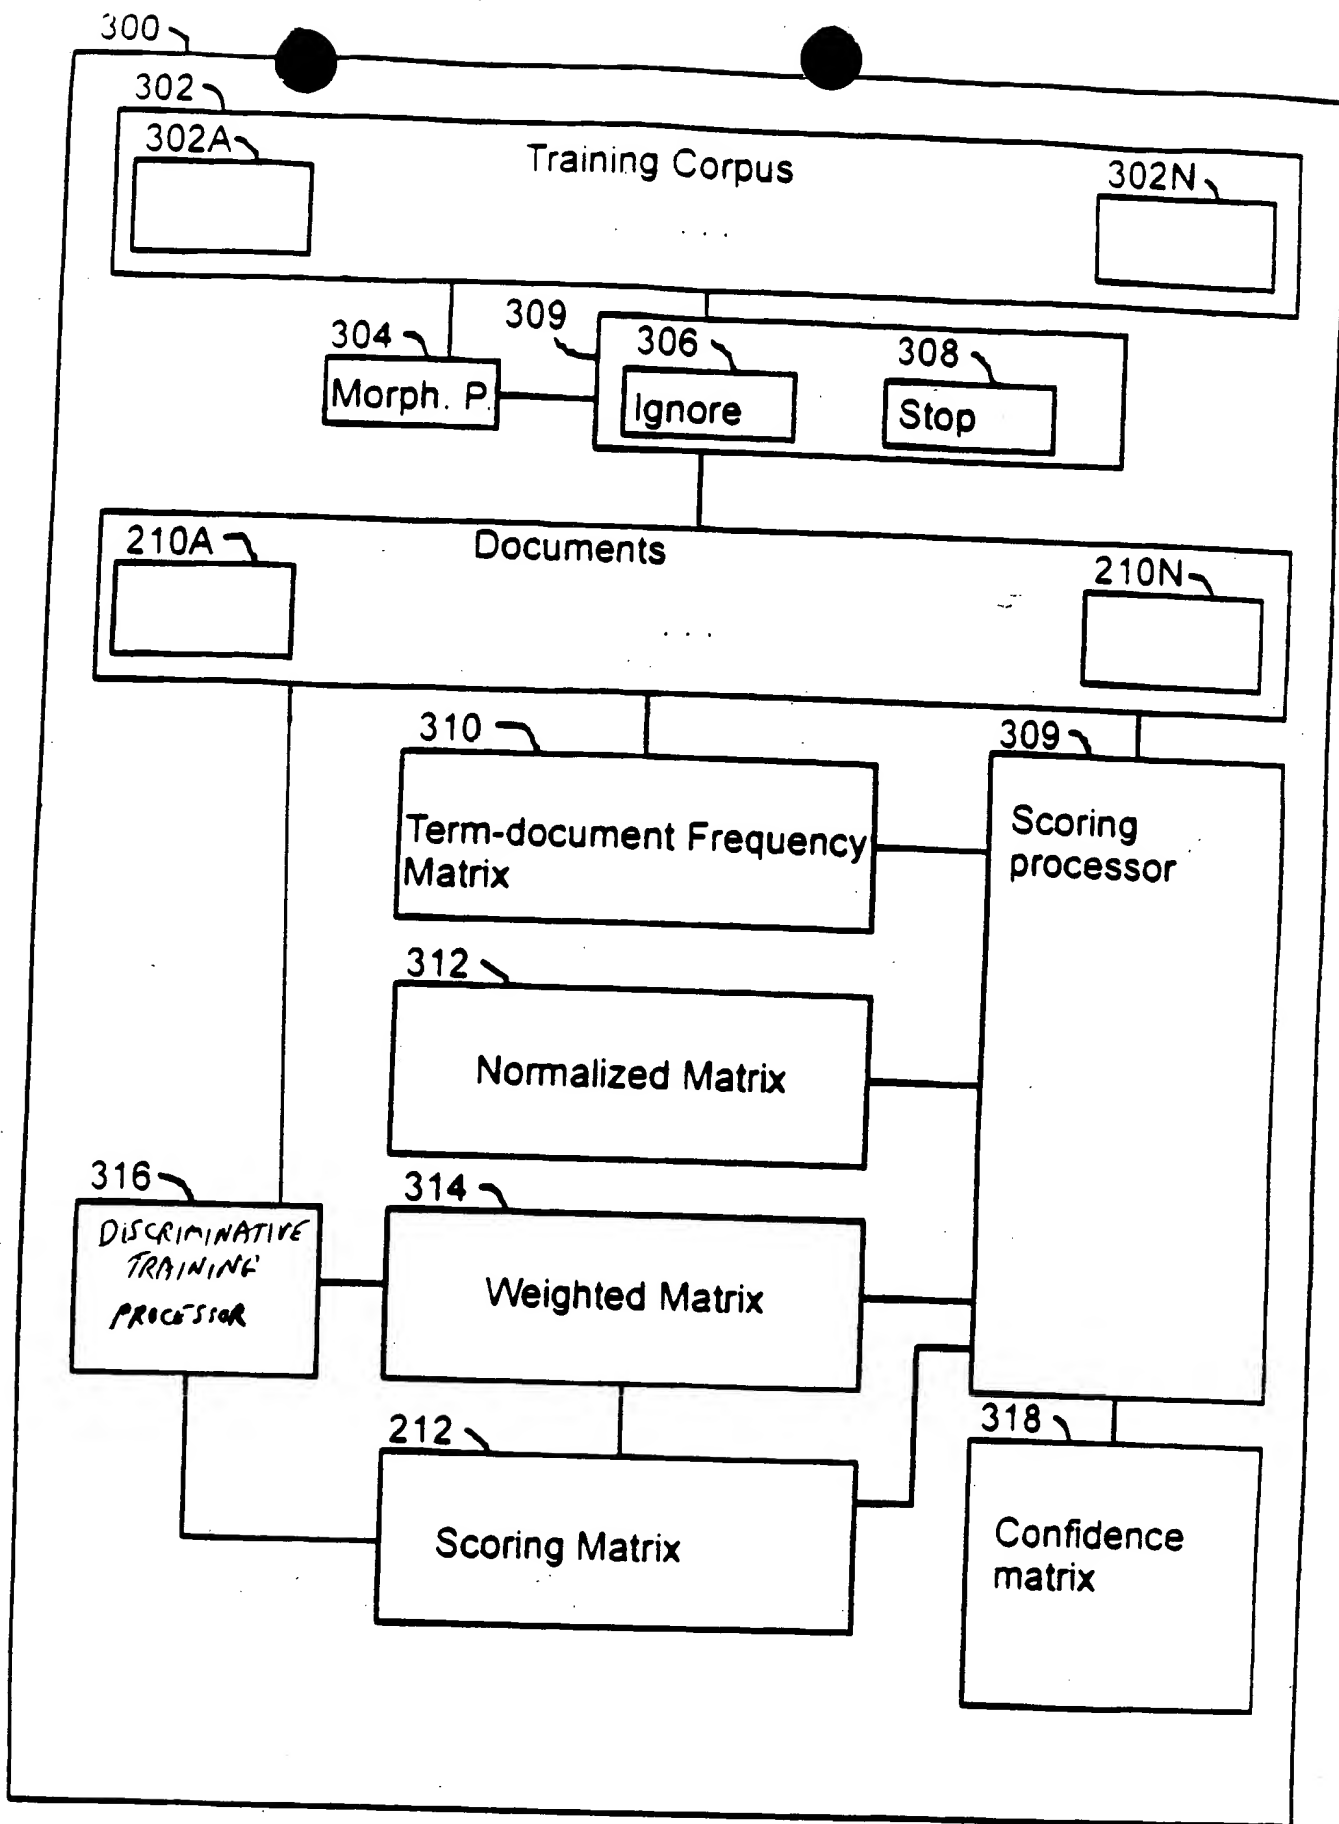 300
302
302A
Training Corpus
302N
. . .
304
309
306
308
Morph. P.
Ignore
Stop
210A
Documents
210N
. . .
310
309
Term-document Frequency
Matrix
Scoring
processor
312
Normalized Matrix
316
314
DISCRIMINATIVE
TRAINING
PROCESSOR
Weighted Matrix
212
318
Scoring Matrix
Confidence
matrix